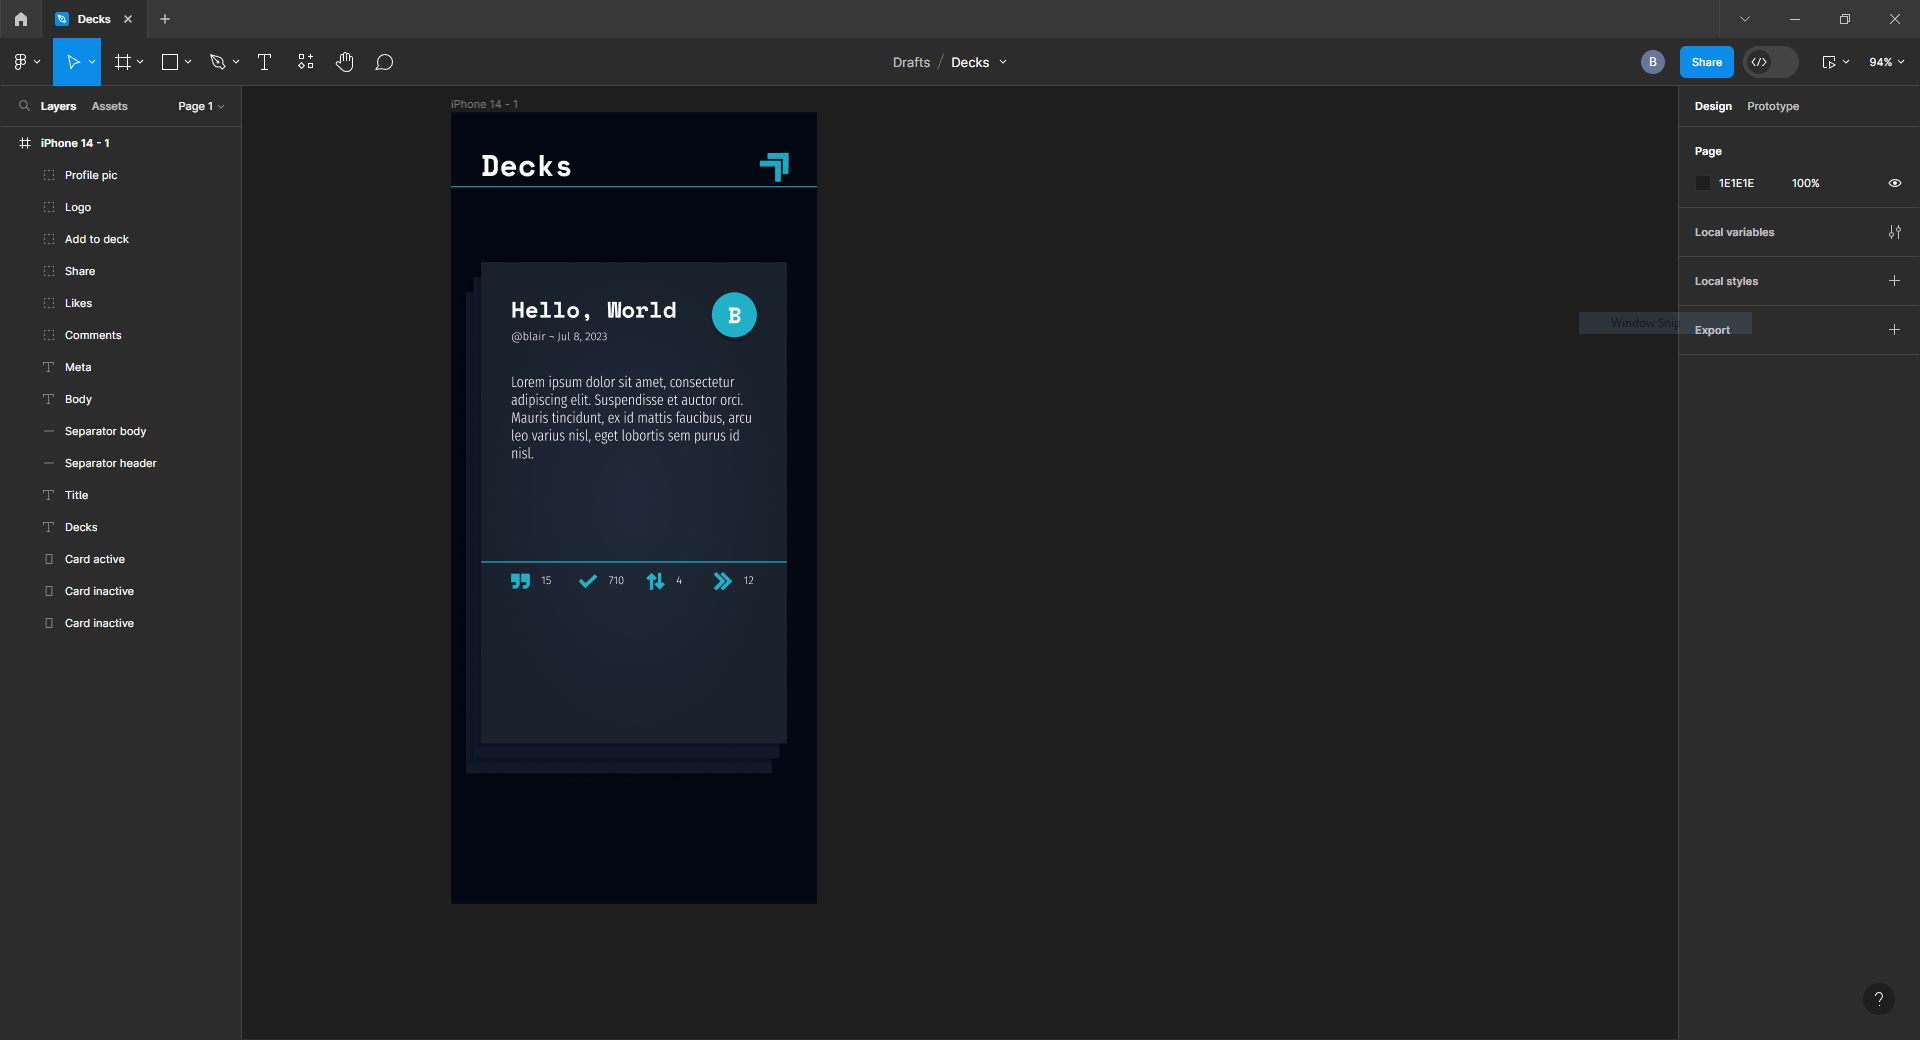 Decks
Drafts / Decks
B
Share
94%
Layers
Assets
Page 1
iPhone 14 - 1
Profile pic
Logo
Add to deck
Share
Likes
Comments
Meta
Body
Separator body
Separator header
Title
Decks
Card active
Card inactive
Card inactive
iPhone 14 - 1
Decks
Hello, World
B
@blair ~ Jul 8, 2023
Lorem ipsum dolor sit amet, consectetur
adipiscing elit. Suspendisse et auctor orci.
Mauris tincidunt, ex id mattis faucibus, arcu
leo varius nisl, eget lobortis sem purus id
nisl.
15 710 4 12
Design
Prototype
Page
1E1E1E 100%
Local variables
Local styles
Window Snip
Export
?